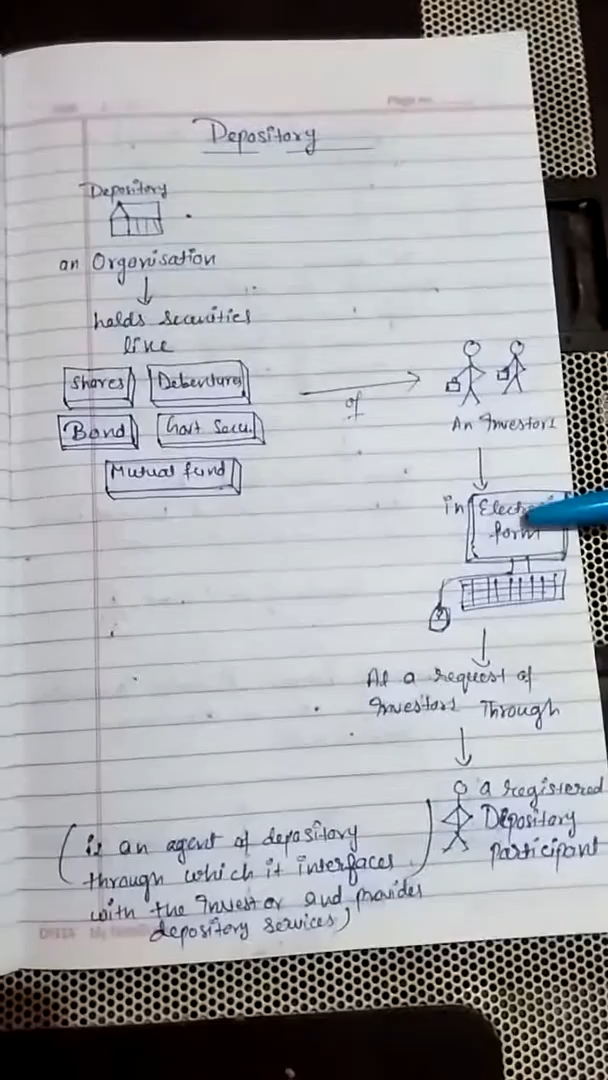 Page no.
Depository
Depository
an Organisation
holds securities
like
Shares
Debentures
Bond
Govt Secu.
Mutual fund
of
An Investors
in
form
At a request of
Investors Through
a registered
Depository
participant
(is an agent of depository
through which it interfaces
with the Investor and provides
depository services)